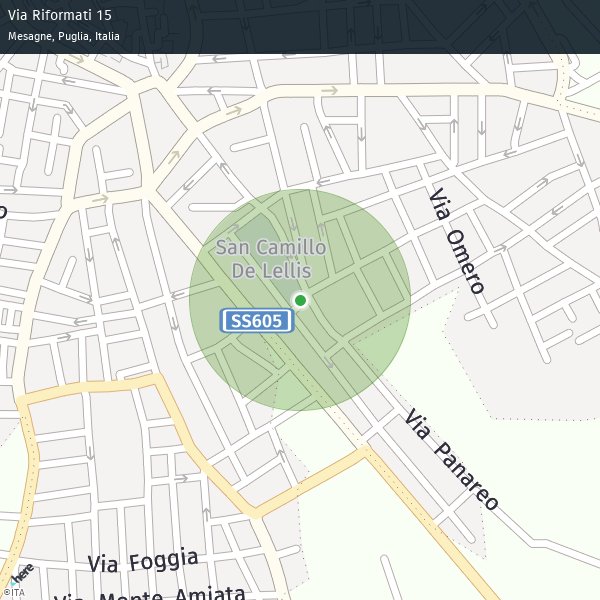 Via Riformati 15
Mesagne, Puglia, Italia
Via Omero
San Camillo
De Lellis
SS605
Via Panareo
Via Foggia
Via Monte Amiata
here
©ITA